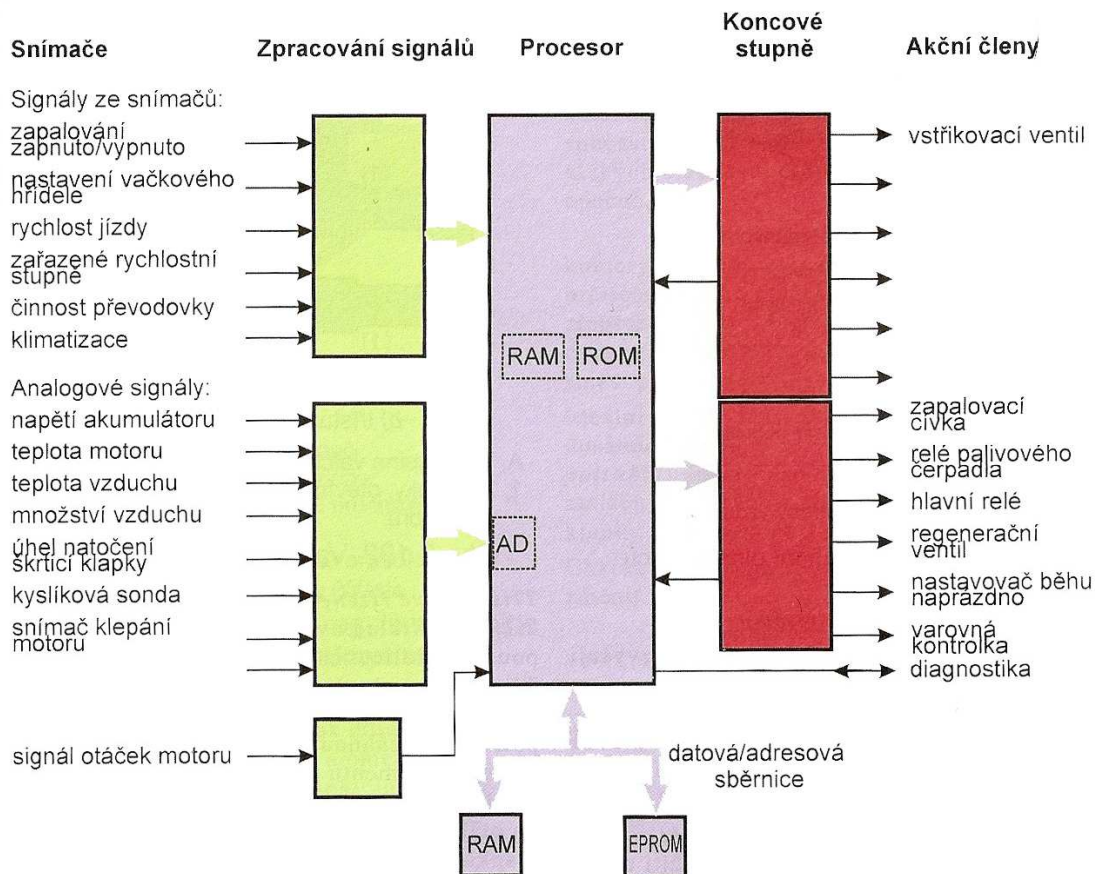 Snímače
Zpracování signálů
Procesor
Koncové
stupně
Akční členy
Signály ze snímačů:
zapalování
zapnuto/vypnuto
nastavení vačkového
hřídele
rychlost jízdy
zařazené rychlostní
stupně
činnost převodovky
klimatizace
Analogové signály:
napětí akumulátoru
teplota motoru
teplota vzduchu
množství vzduchu
úhel natočení
škrticí klapky
kyslíková sonda
snímač klepání
motoru
signál otáček motoru
RAM
ROM
AD
vstřikovací ventil
zapalovací
cívka
relé palivového
čerpadla
hlavní relé
regenerační
ventil
nastavovač běhu
naprázdno
varovná
kontrolka
diagnostika
datová/adresová
sběrnice
RAM
EPROM